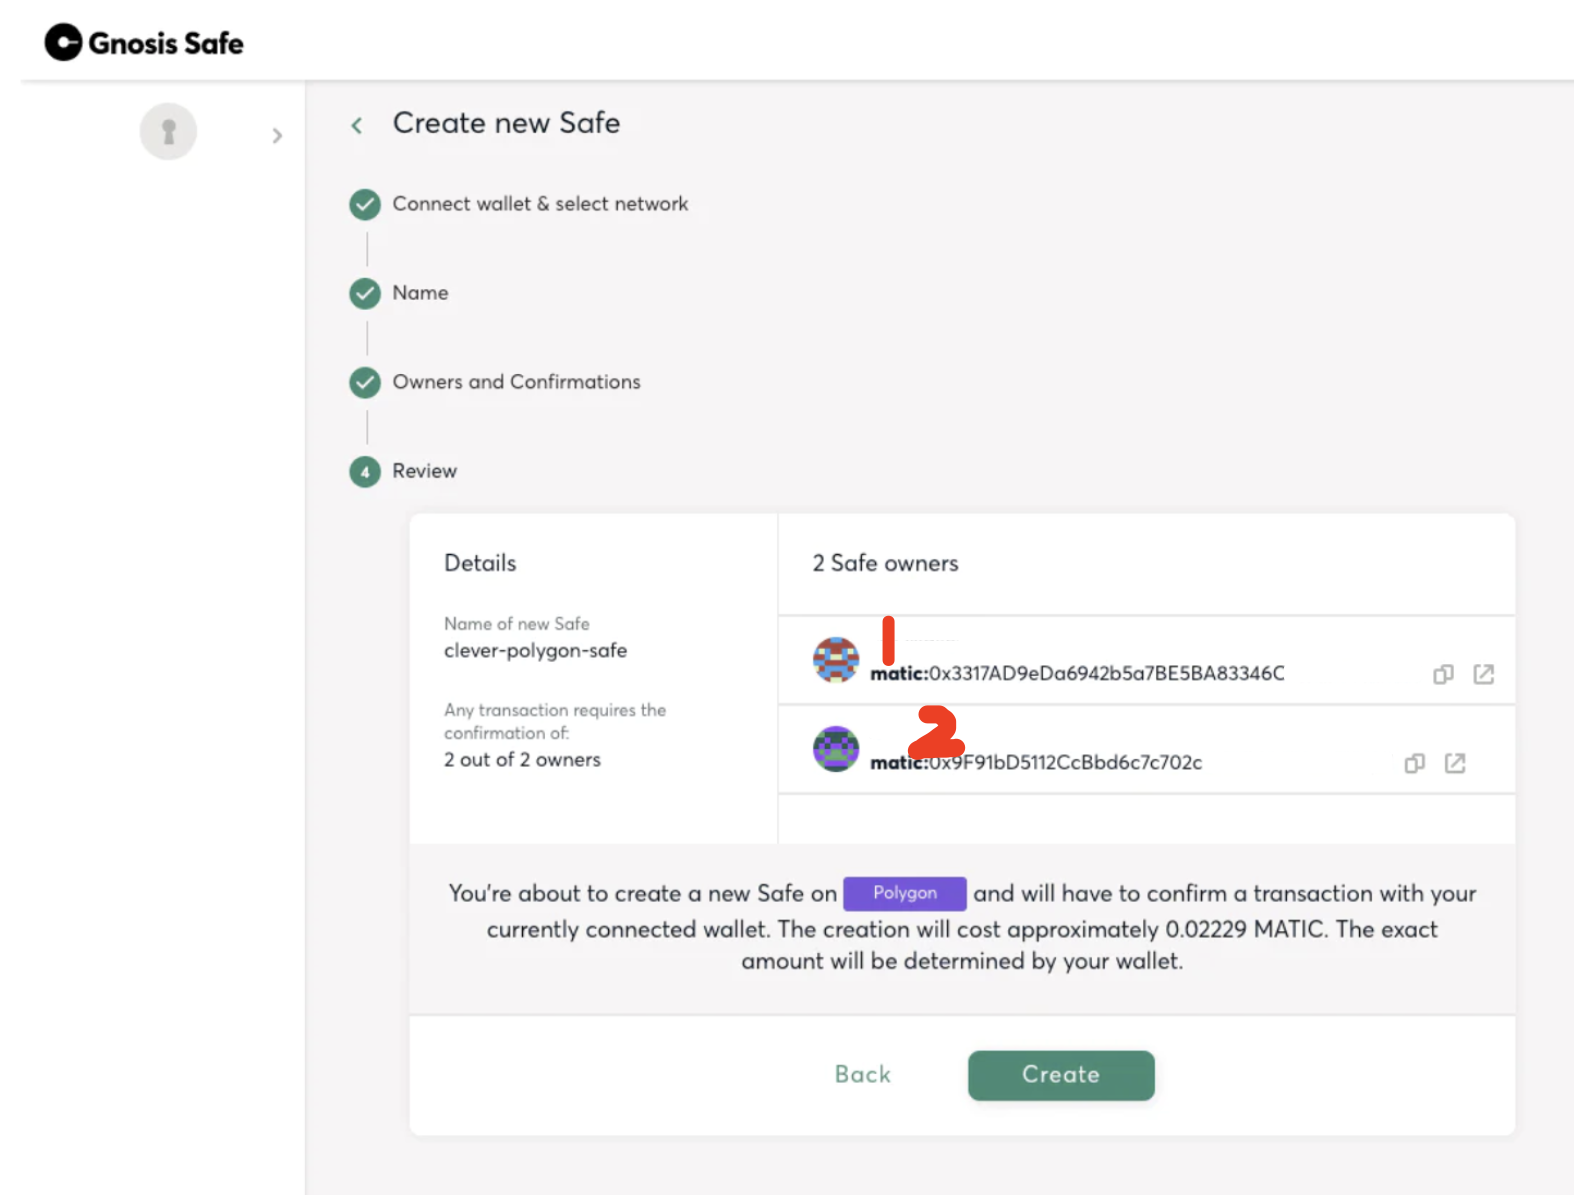 Gnosis Safe
Create new Safe
Connect wallet & select network
Name
Owners and Confirmations
4 Review
Details
Name of new Safe
clever-polygon-safe
Any transaction requires the
confirmation of:
2 out of 2 owners
2 Safe owners
1
matic:0x3317AD9eDa6942b5a7BE5BA83346C
2
matic:0x9F91bD5112CcBbd6c7c702c
You're about to create a new Safe on Polygon and will have to confirm a transaction with your
currently connected wallet. The creation will cost approximately 0.02229 MATIC. The exact
amount will be determined by your wallet.
Back
Create